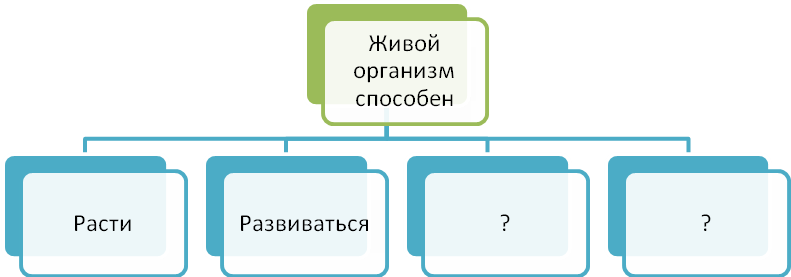 Живой
организм
способен
Расти
Развиваться
?
?